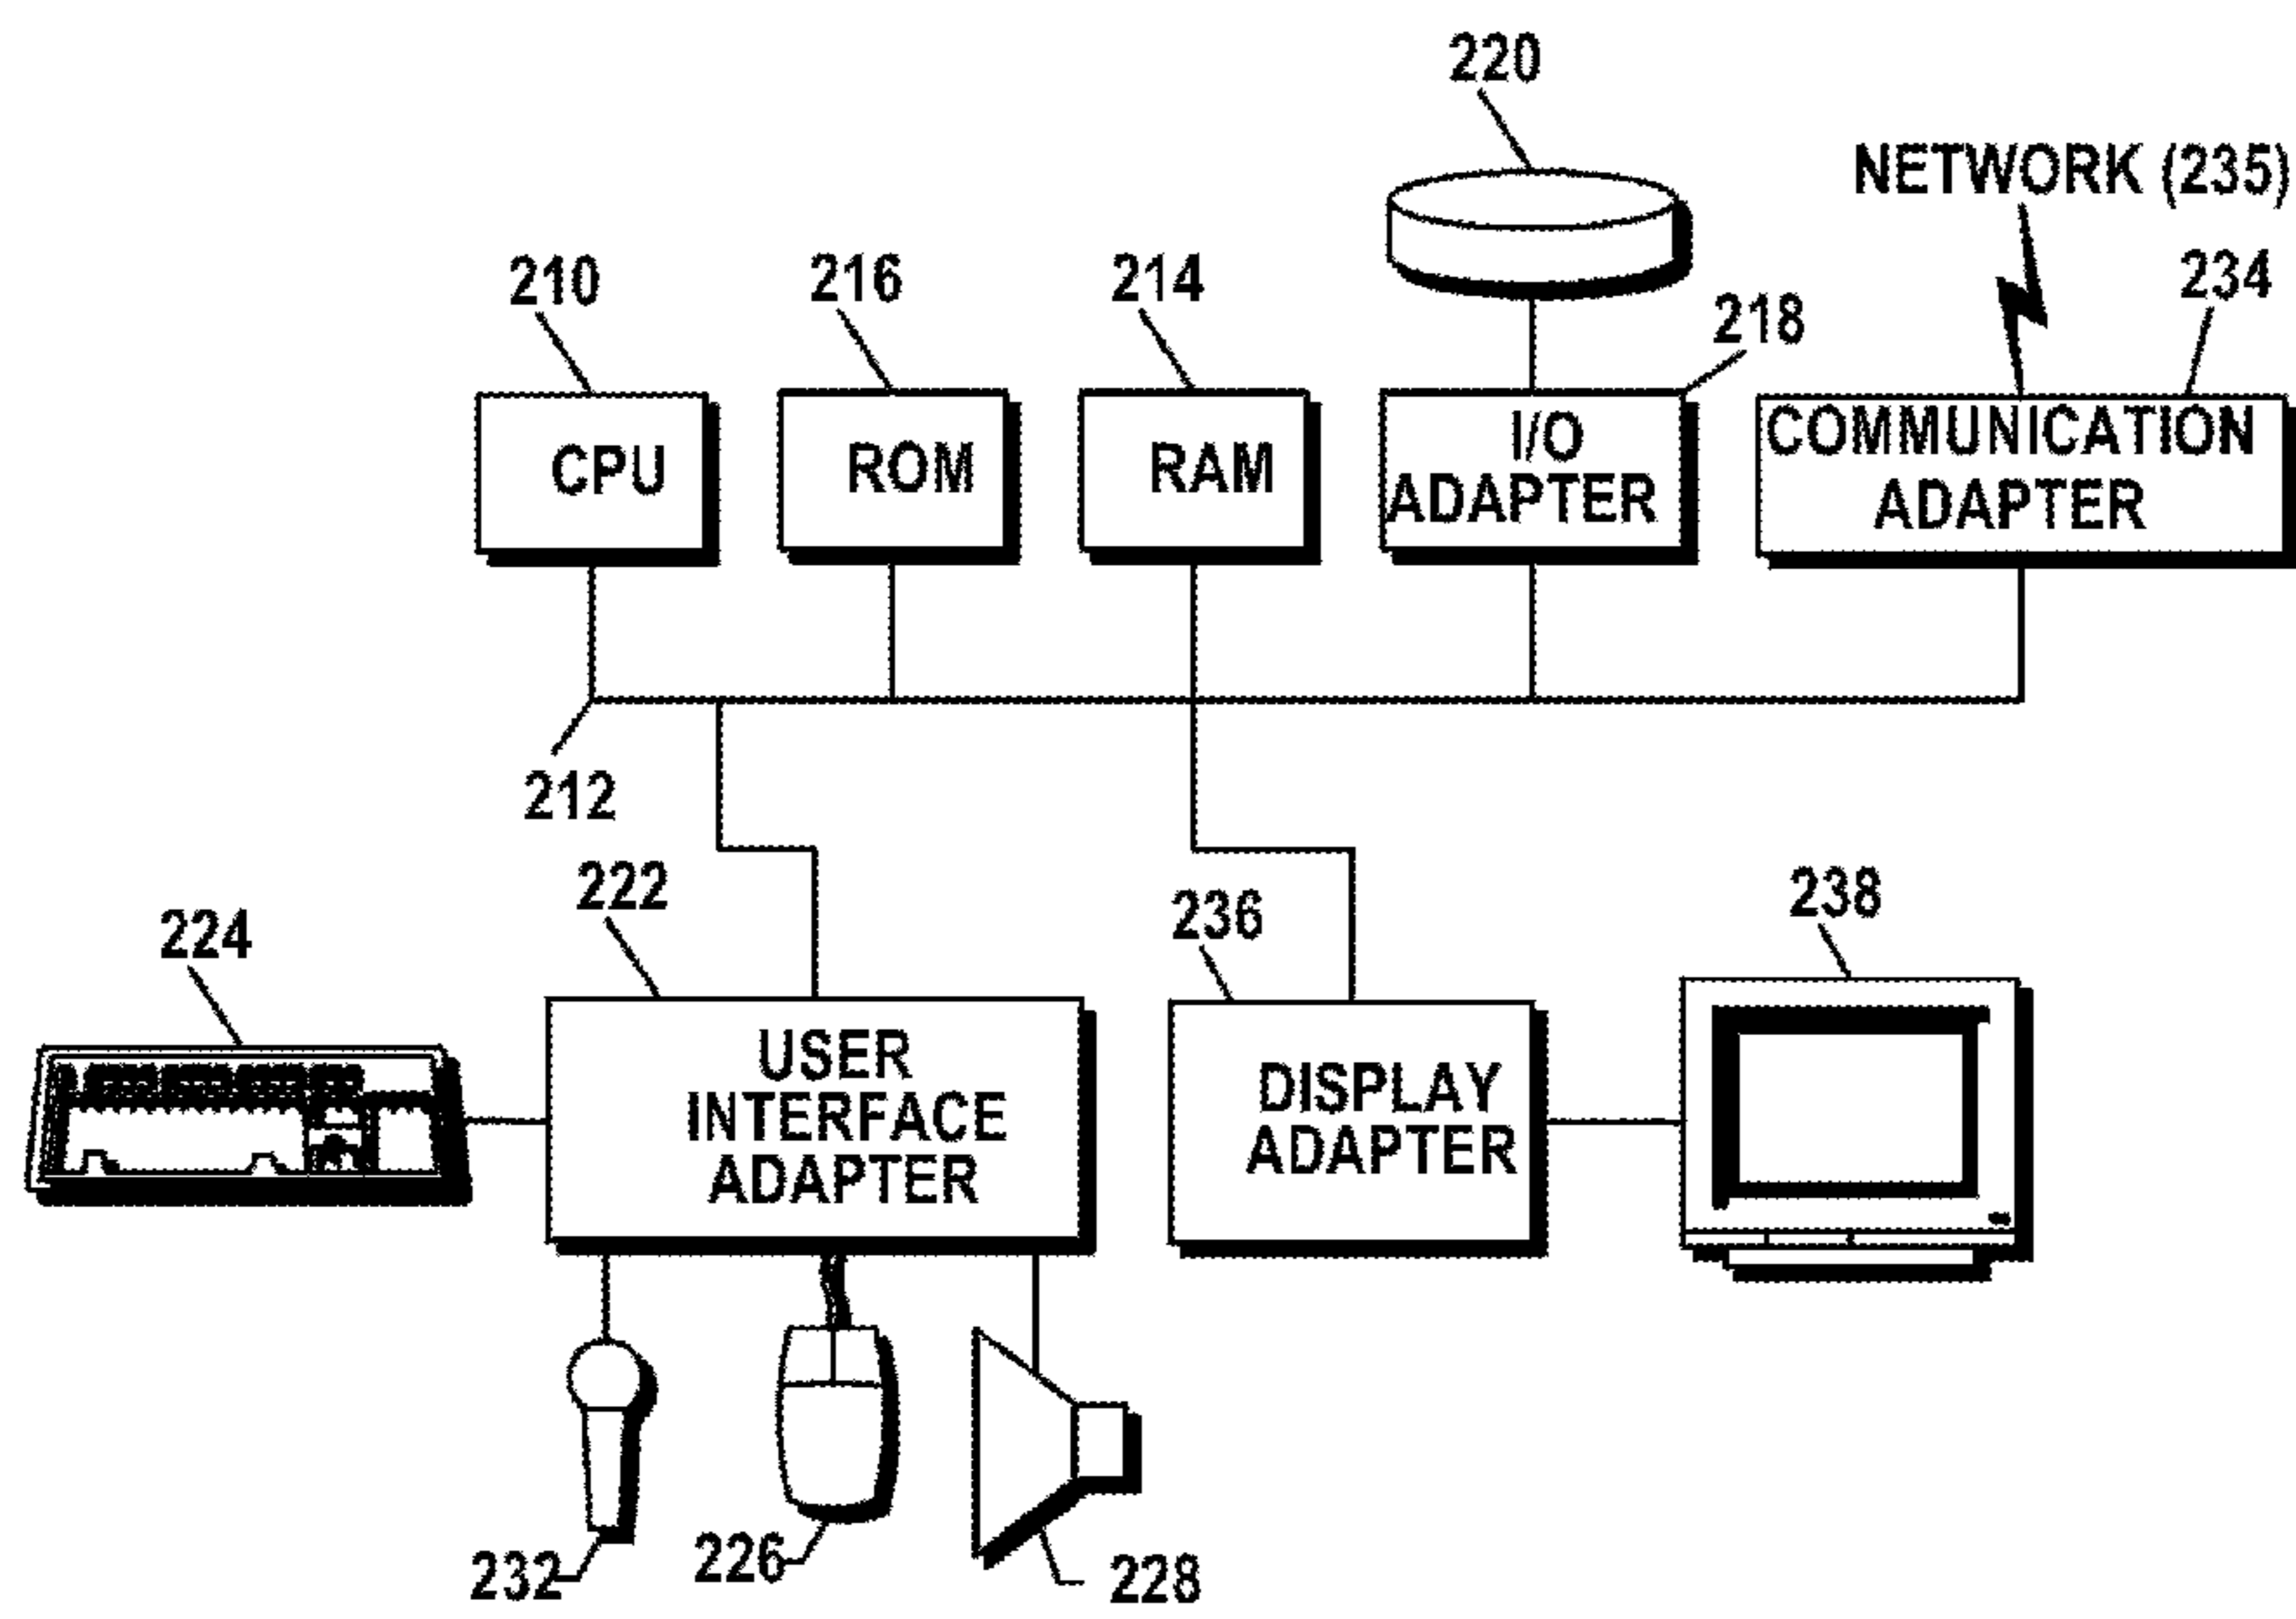 220
NETWORK (235)
210
216
214
218
234
CPU
ROM
RAM
I/O
ADAPTER
COMMUNICATION
ADAPTER
212
222
224
236
238
USER
INTERFACE
ADAPTER
DISPLAY
ADAPTER
232
226
228